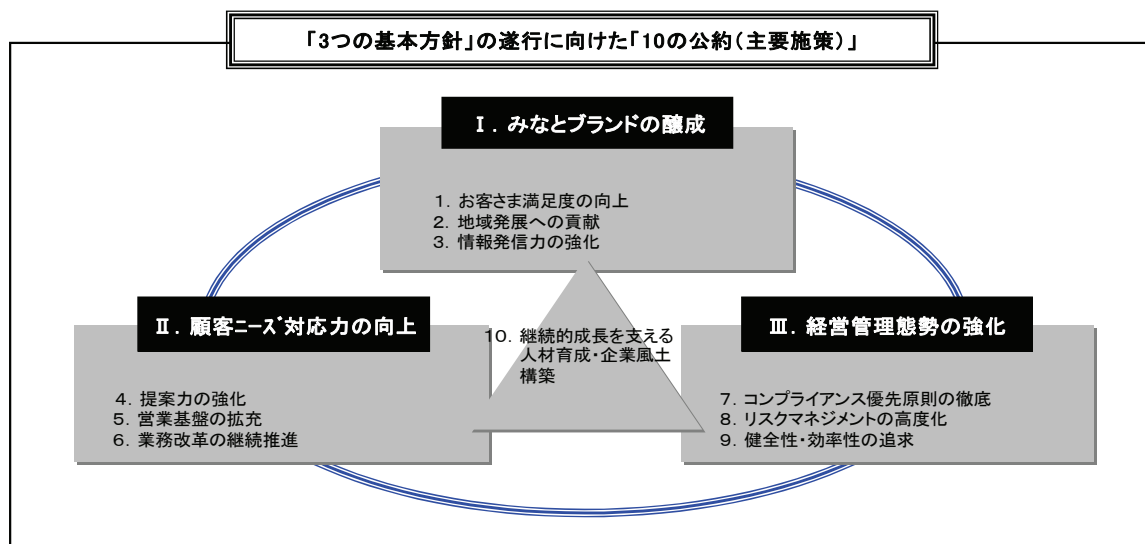 「3つの基本方針」の遂行に向けた「10の公約（主要施策）」
Ⅰ．みなとブランドの醸成
1．お客さま満足度の向上
2．地域発展への貢献
3．情報発信力の強化
Ⅱ．顧客ニーズ対応力の向上
4．提案力の強化
5．営業基盤の拡充
6．業務改革の継続推進
10．継続的成長を支える
人材育成・企業風土
構築
Ⅲ．経営管理態勢の強化
7．コンプライアンス優先原則の徹底
8．リスクマネジメントの高度化
9．健全性・効率性の追求